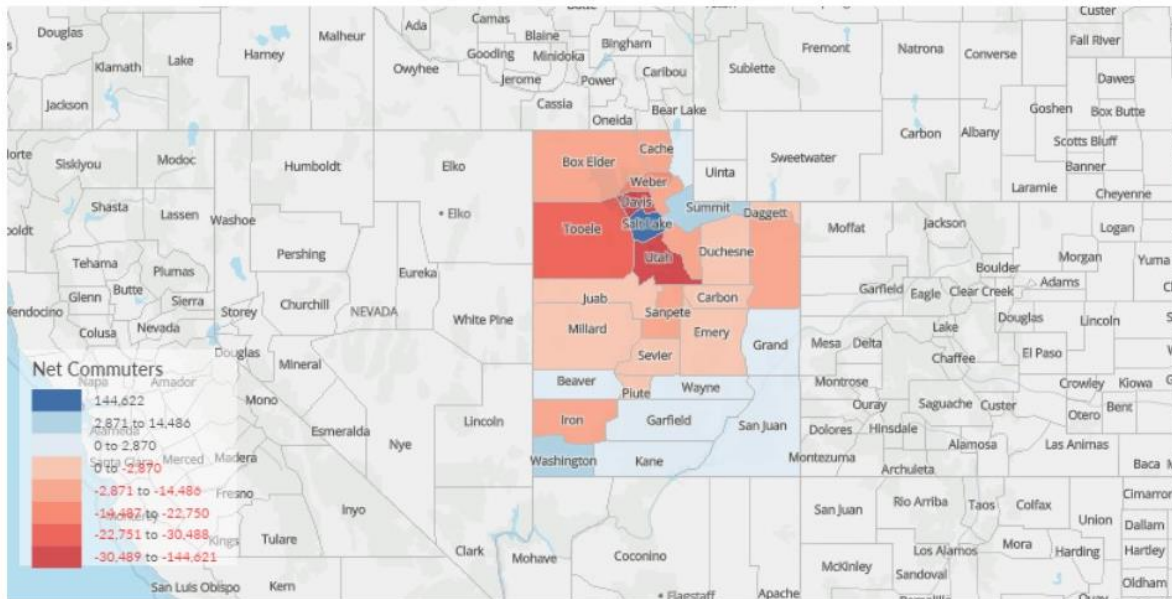 Douglas
Klamath
Lake
Harney
Malheur
Ada
Camas
Blaine
Bingham
Gooding
Minidoka
Owyhee
Jerome
Power
Caribou
Cassia
Bear Lake
Oneida
Sublette
Fremont
Natrona
Converse
Custer
Fall River
Dawes
Box Butte
Goshen
Scotts Bluff
Banner
Carbon
Albany
Sweetwater
Laramie
Cheyenne
Uinta
Jackson
Siskiyou
Modoc
Humboldt
Elko
Elko
Box Elder
Cache
Weber
Davis
Salt Lake
Summit
Daggett
Tooele
Utah
Duchesne
Shasta
Lassen
Washoe
Pershing
Eureka
Tehama
Plumas
Butte
Glenn
Sierra
Colusa
Nevada
Storey
Churchill
NEVADA
White Pine
Juab
Sanpete
Carbon
Millard
Emery
Sevier
Grand
Beaver
Piute
Wayne
Iron
Garfield
San Juan
Washington
Kane
Moffat
Jackson
Logan
Morgan
Yuma
Boulder
Adams
Garfield
Eagle
Clear Creek
Douglas
Lincoln
Lake
El Paso
Mesa
Delta
Chaffee
Montrose
Crowley
Kiowa
Ouray
Saguache
Custer
Otero
Bent
Dolores
Hinsdale
Alamosa
Las Animas
Montezuma
Baca
Archuleta
Douglas
Mineral
Mono
Lincoln
Esmeralda
Nye
Net Commuters
Napa
Amador
144,622
2,871 to 14,486
Alameda
0 to 2,870
Santa Clara
Merced
Madera
0 to -2,870
-2,871 to -14,486
Fresno
-14,487 to -22,750
Inyo
-22,751 to -30,488
Kings
Tulare
-30,489 to -144,621
San Luis Obispo
Kern
Clark
Mohave
Coconino
Flagstaff
Apache
San Juan
Rio Arriba
Taos
Colfax
Union
Cimarron
Dallam
Los Alamos
Mora
Harding
Hartley
McKinley
Sandoval
Oldham